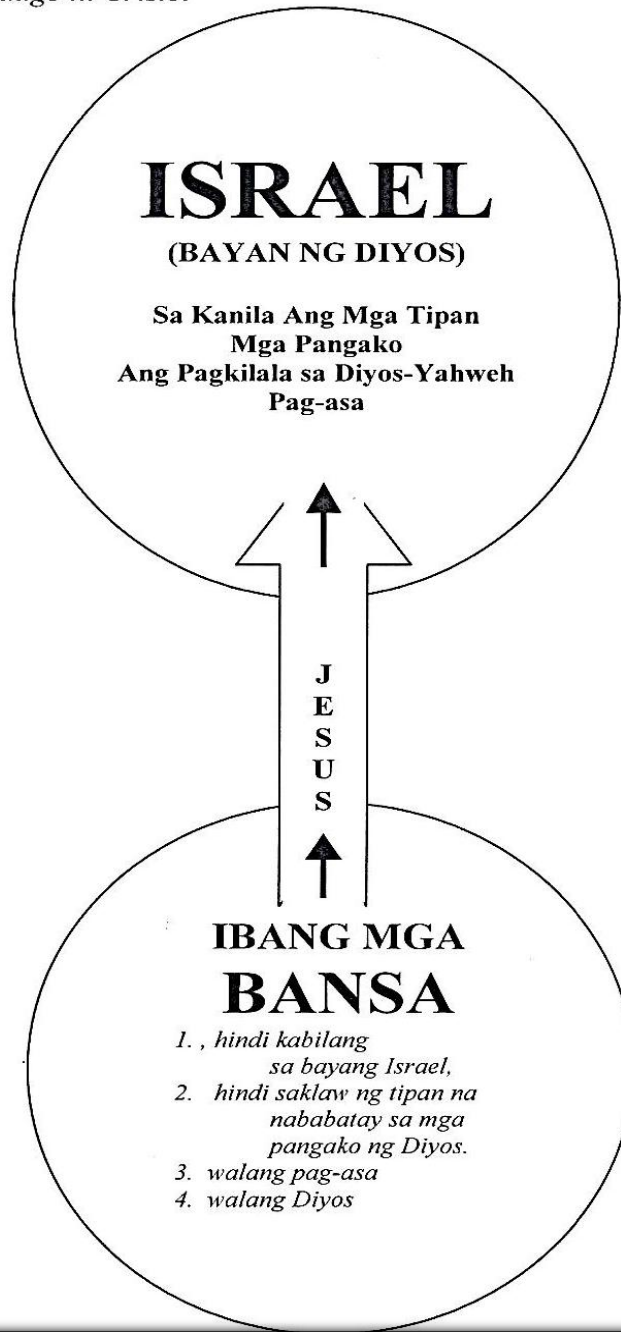 ISRAEL
(BAYAN NG DIYOS)
Sa Kanila Ang Mga Tipan
Mga Pangako
Ang Pagkilala sa Diyos-Yahweh
Pag-asa
J
E
S
U
S
IBANG MGA
BANSA
1. , hindi kabilang
sa bayang Israel,
2. hindi saklaw ng tipan na
nababatay sa mga
pangako ng Diyos.
3. walang pag-asa
4. walang Diyos